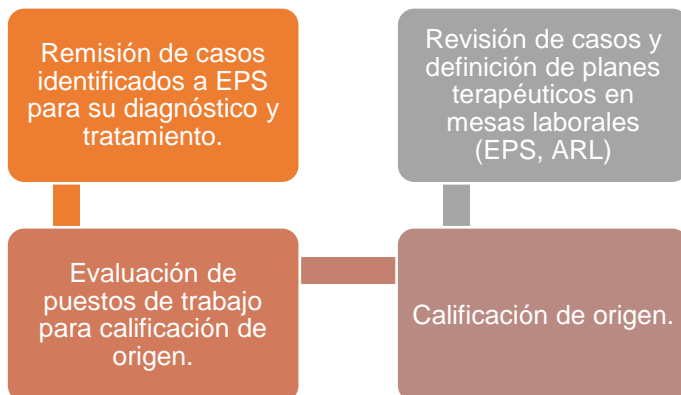 Remisión de casos
identificados a EPS
para su diagnóstico y
tratamiento.
Evaluación de
puestos de trabajo
para calificación de
origen.
Calificación de origen.
Revisión de casos y
definición de planes
terapéuticos en
mesas laborales
(EPS, ARL)